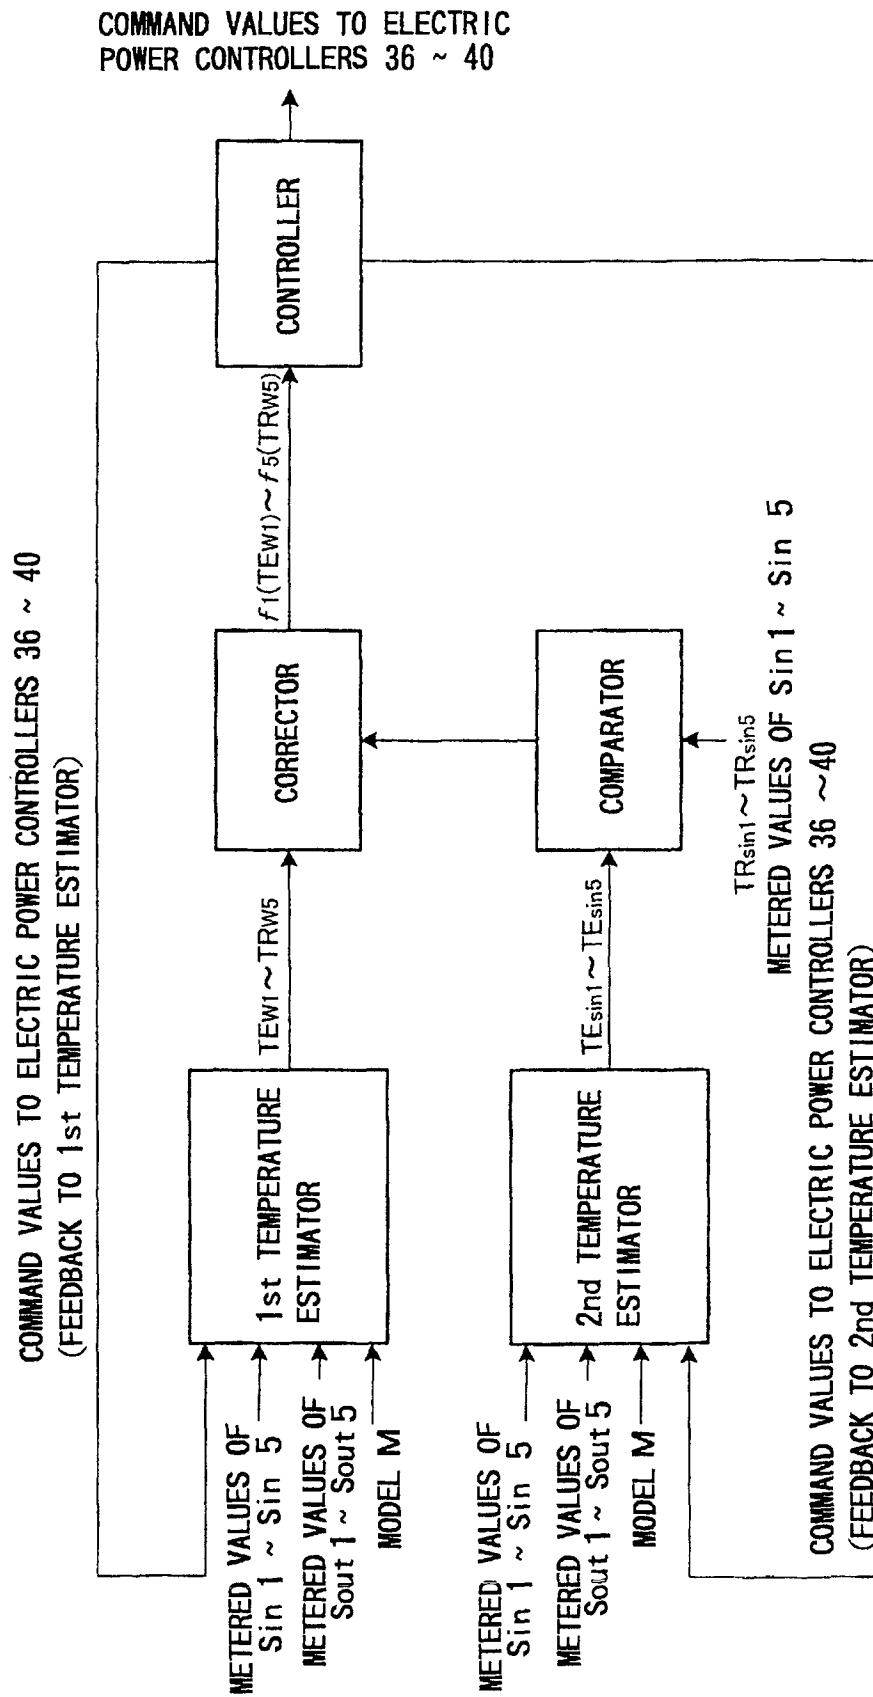 COMMAND VALUES TO ELECTRIC
POWER CONTROLLERS 36 ~ 40
COMMAND VALUES TO ELECTRIC POWER CONTROLLERS 36 ~ 40
(FEEDBACK TO 1st TEMPERATURE ESTIMATOR)
METERED VALUES OF
Sin 1 ~ Sin 5
METERED VALUES OF
Sout 1 ~ Sout 5
MODEL M
1st TEMPERATURE
ESTIMATOR
TEW1~TRW5
CORRECTOR
f1(TEW1)~f5(TRW5)
CONTROLLER
METERED VALUES OF
Sin 1 ~ Sin 5
METERED VALUES OF
Sout 1 ~ Sout 5
MODEL M
2nd TEMPERATURE
ESTIMATOR
TEsin1~TEsin5
COMPARATOR
TRsin1~TRsin5
METERED VALUES OF Sin1 ~ Sin 5
COMMAND VALUES TO ELECTRIC POWER CONTROLLERS 36 ~40
(FEEDBACK TO 2nd TEMPERATURE ESTIMATOR)